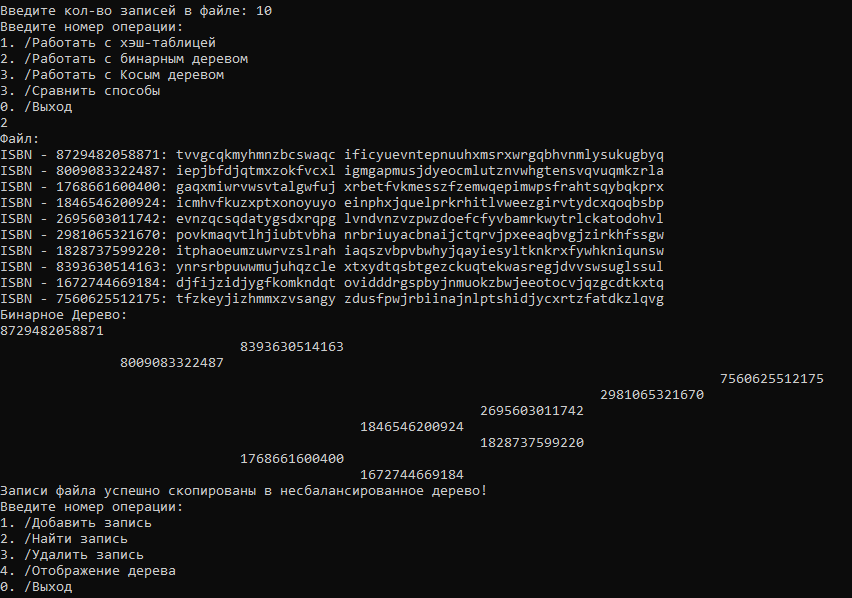 Введите кол-во записей в файле: 10
Введите номер операции:
1. /Работать с хэш-таблицей
2. /Работать с бинарным деревом
3. /Работать с Косым деревом
3. /Сравнить способы
0. /Выход
2
Файл:
ISBN - 8729482058871: tvvgcqkmyhmnzbcswaqc ificyuevntepnuuhxmsrxwrgqbhvnmlysukugbyq
ISBN - 8009083322487: iepjbfdjqtmxzokfvcxl igmgapmusjdyeocmlutznvwhgtensvqvuqmkzrla
ISBN - 1768661600400: gaqxmiwrvwsvtalgwfuj xrbetfvkmesszfzemwqepimwpsfrahtsqybqkprx
ISBN - 1846546200924: icmhvfkuzxptxonoyuyo einphxjquelprkrhitlvweezgirvtydcxqoqbsbp
ISBN - 2695603011742: evnzqcsqdatygsdxrqpg lvndvnzvzpwzdoefcfyvbamrkwytrlckatodohvl
ISBN - 2981065321670: povkmaqvtlhjiubtvbha nrbriuyacbnaijctqrvjpxeeaqbvgjzirkhfssgw
ISBN - 1828737599220: itphaoeumzuwrvzslrah iaqszvbpvbwhyjqayiesyltknkrxfywhkniqunsw
ISBN - 8393630514163: ynrsrbpuwwmujuhqzcle xtxydtqsbtgezckuqtekwasregjdvvswsuglssul
ISBN - 1672744669184: djfijzidjygfkomkndqt ovidddrgspbyjnmuokzbwjeeotocvjqzgcdtkxtq
ISBN - 7560625512175: tfzkeyjizhmmxzvsangy zdusfpwjrbiinajnlptshidjycxrtzfatdkzlqvg
Бинарное Дерево:
8729482058871
8393630514163
8009083322487
7560625512175
2981065321670
2695603011742
1846546200924
1828737599220
1768661600400
1672744669184
Записи файла успешно скопированы в несбалансированное дерево!
Введите номер операции:
1. /Добавить запись
2. /Найти запись
3. /Удалить запись
4. /Отображение дерева
0. /Выход